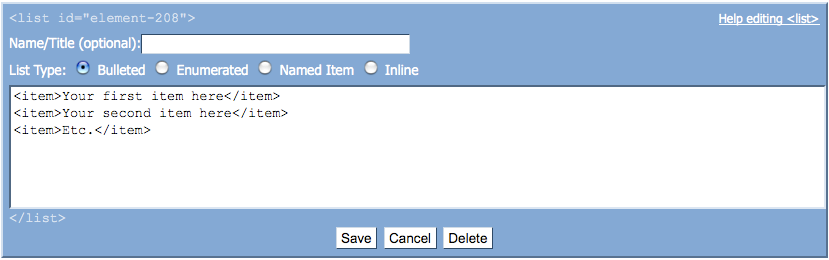 <list id="element-208"> Help editing <list>
Name/Title (optional):
List Type: Bulleted Enumerated Named Item Inline
<item>Your first item here</item>
<item>Your second item here</item>
<item>Etc.</item>
</list>
Save Cancel Delete